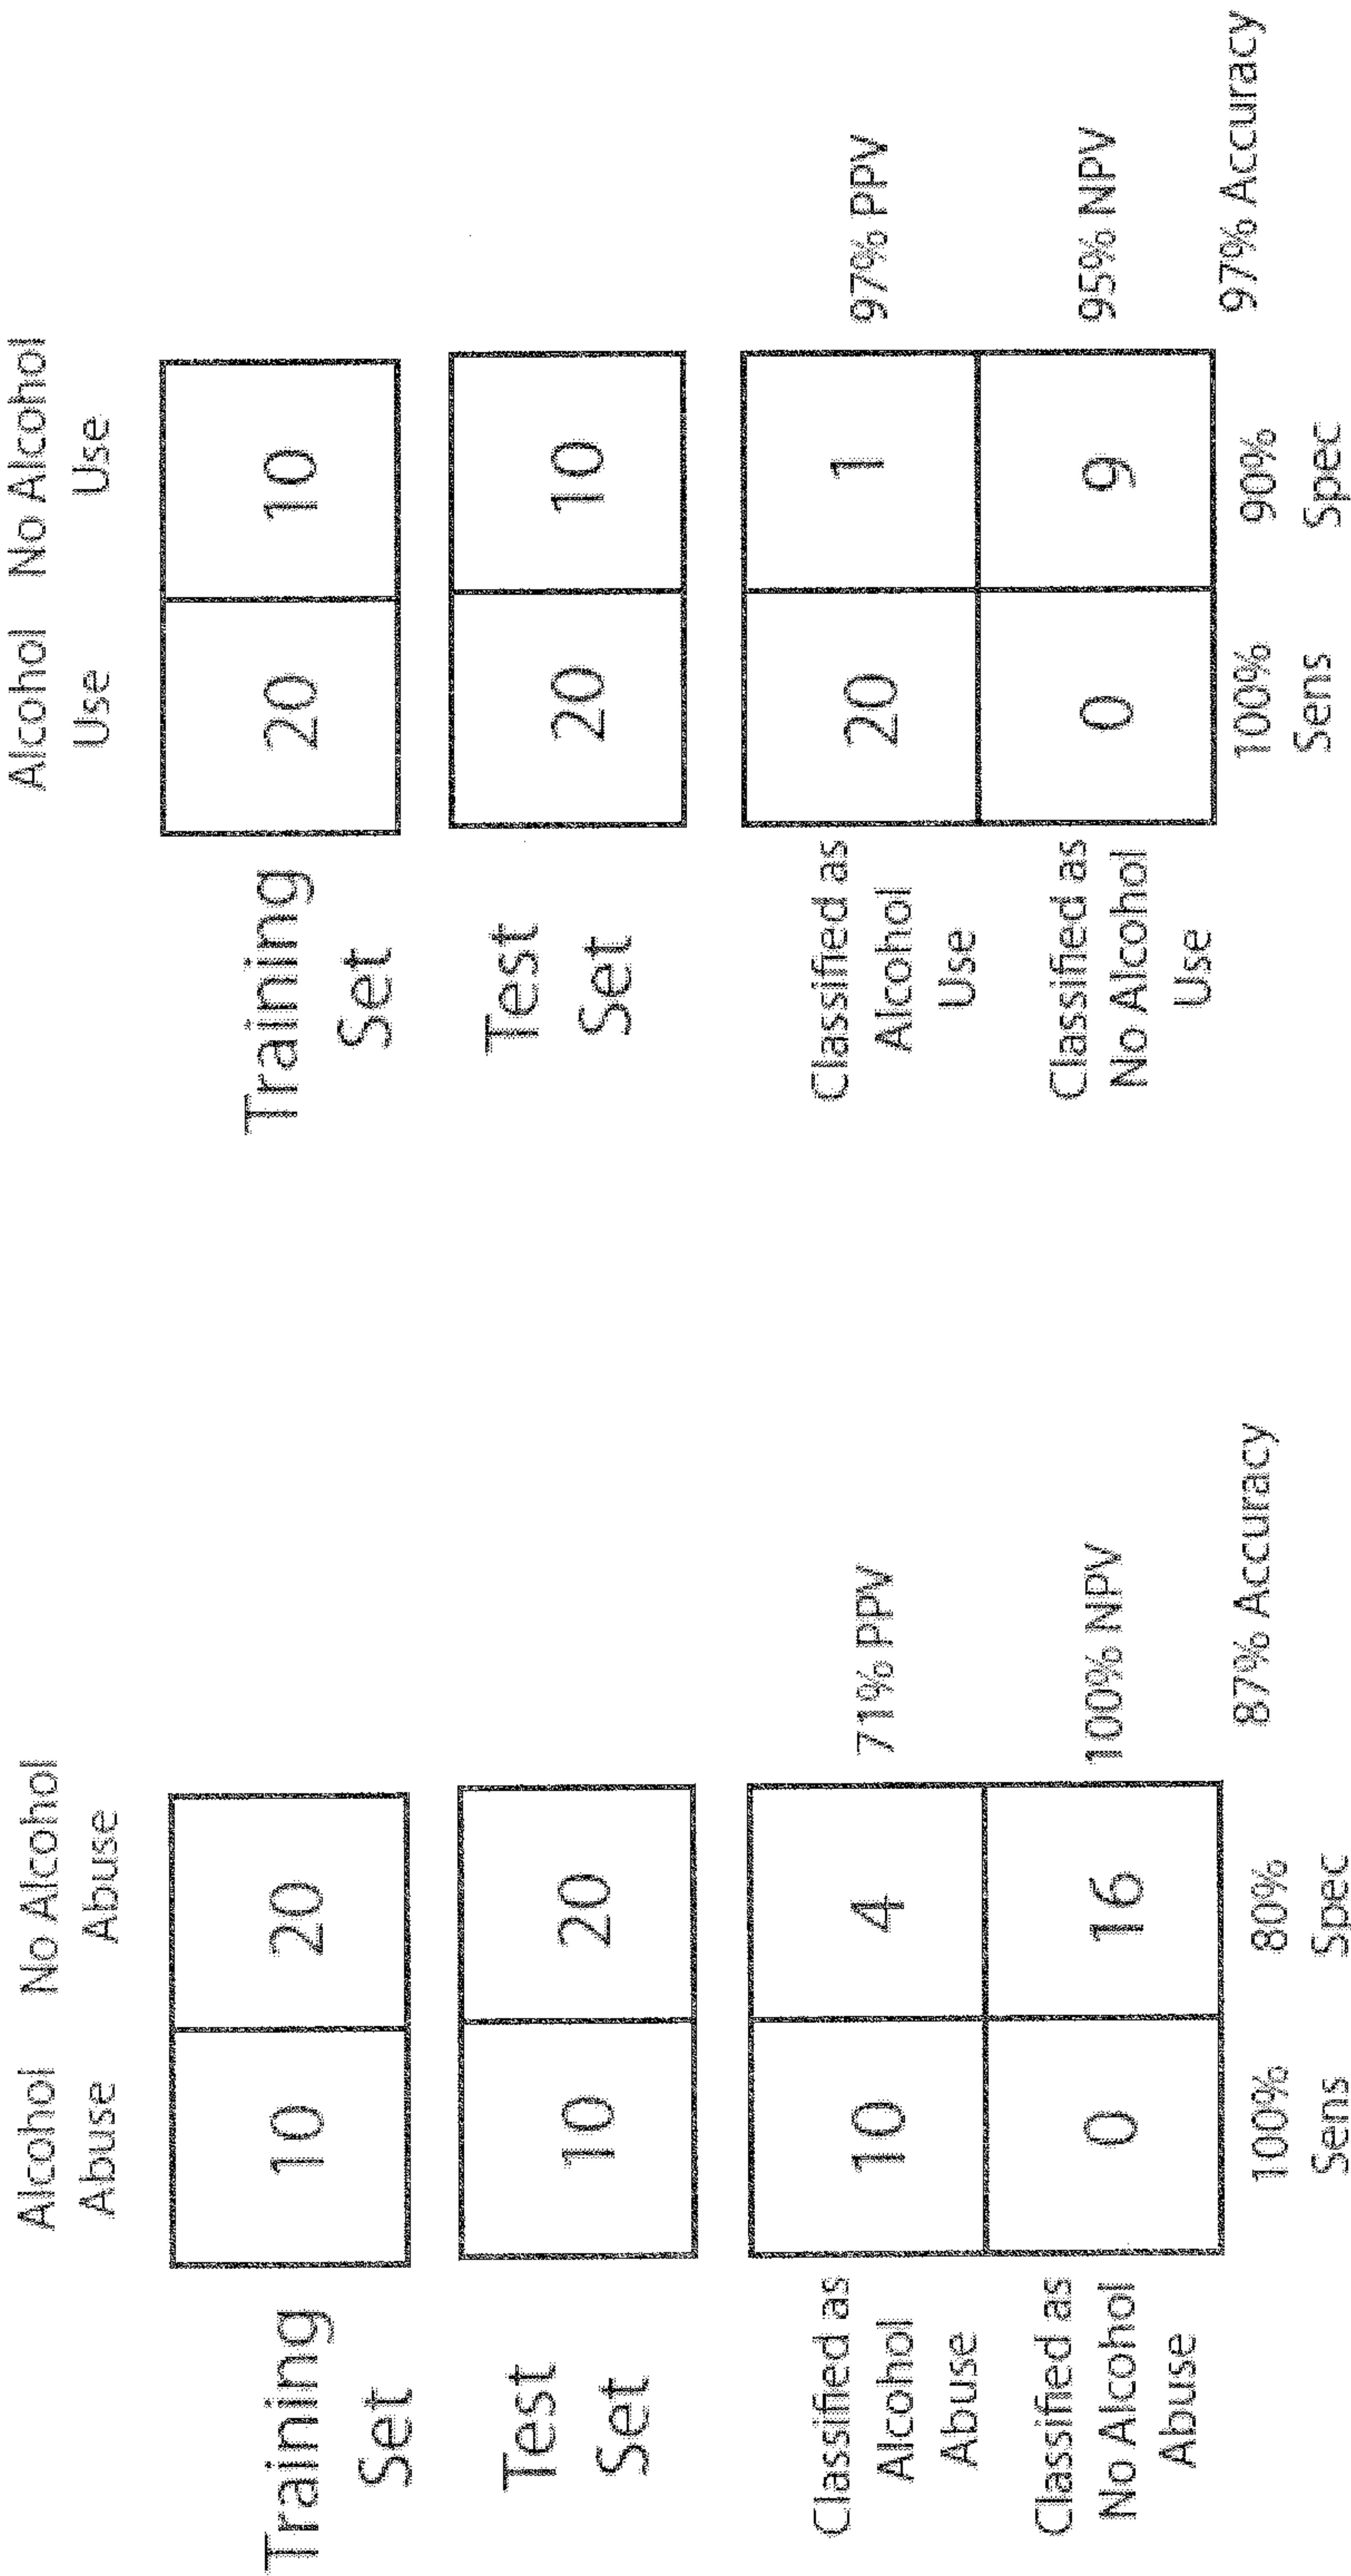 Alcohol
Abuse
No Alcohol
Abuse
Training
Set
10
20
Test
Set
10
20
Classified as
Alcohol
Abuse
10
4
71% PPV
Classified as
No Alcohol
Abuse
0
16
100% NPV
100%
Sens
80%
Spec
87% Accuracy
Alcohol
Use
No Alcohol
Use
Training
Set
20
10
Test
Set
20
10
Classified as
Alcohol
Use
20
1
97% PPV
Classified as
No Alcohol
Use
0
9
95% NPV
100%
Sens
90%
Spec
97% Accuracy